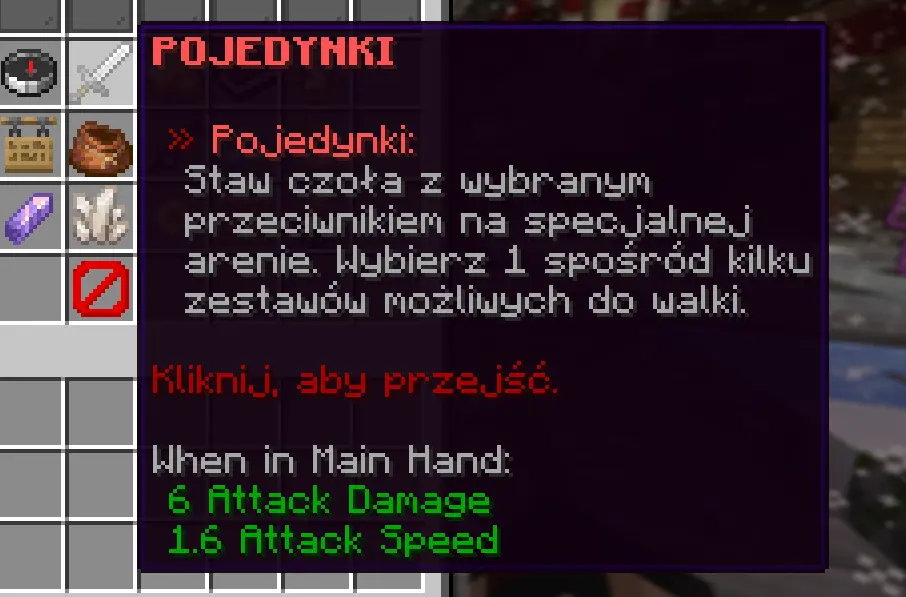 POJEDYNKI
» Pojedynki:
Staw czoła z wybranym
przeciwnikiem na specjalnej
arenie. Wybierz 1 spośród kilku
zestawów możliwych do walki.
Kliknij, aby przejść.
When in Main Hand:
6 Attack Damage
1.6 Attack Speed